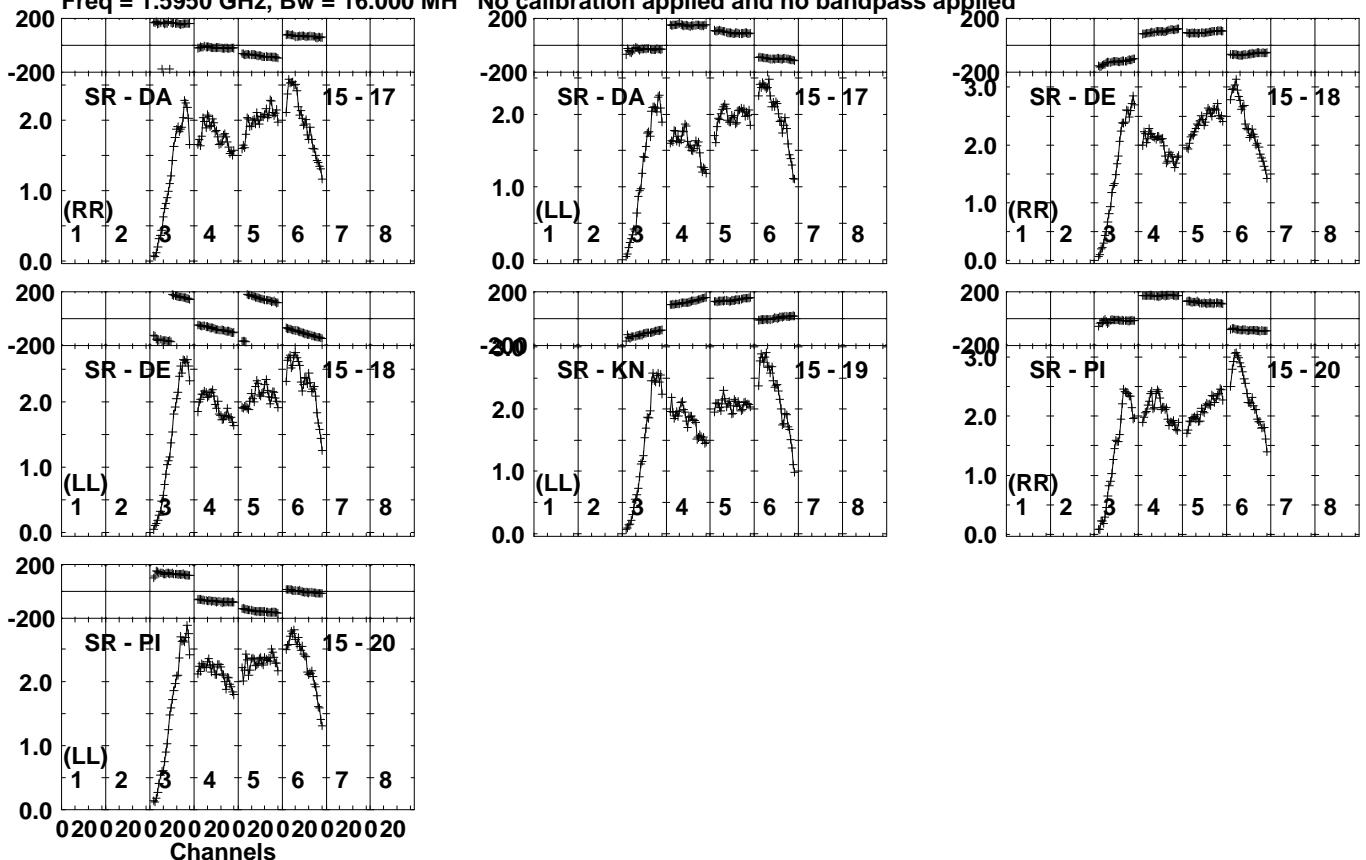 Freq = 1.5950 GHz, Bw = 16.000 MH No calibration applied and no bandpass applied
200
-200
SR - DA 15 - 17
2.0
1.0
(RR)
1 2 3 4 5 6 7 8
0.0
200
-200
SR - DA 15 - 17
2.0
1.0
(LL)
1 2 3 4 5 6 7 8
0.0
200
-200
3.0
SR - DE 15 - 18
2.0
1.0
(RR)
1 2 3 4 5 6 7 8
0.0
200
-200
SR - DE 15 - 18
2.0
1.0
(LL)
1 2 3 4 5 6 7 8
0.0
200
-200
3.0
SR - KN 15 - 19
2.0
1.0
(LL)
1 2 3 4 5 6 7 8
0.0
200
-200
3.0
SR - PI 15 - 20
2.0
1.0
(RR)
1 2 3 4 5 6 7 8
0.0
200
-200
SR - PI 15 - 20
2.0
1.0
(LL)
1 2 3 4 5 6 7 8
0.0
0 20 0 20 0 20 0 20 0 20 0 20 0 20 0 20
Channels